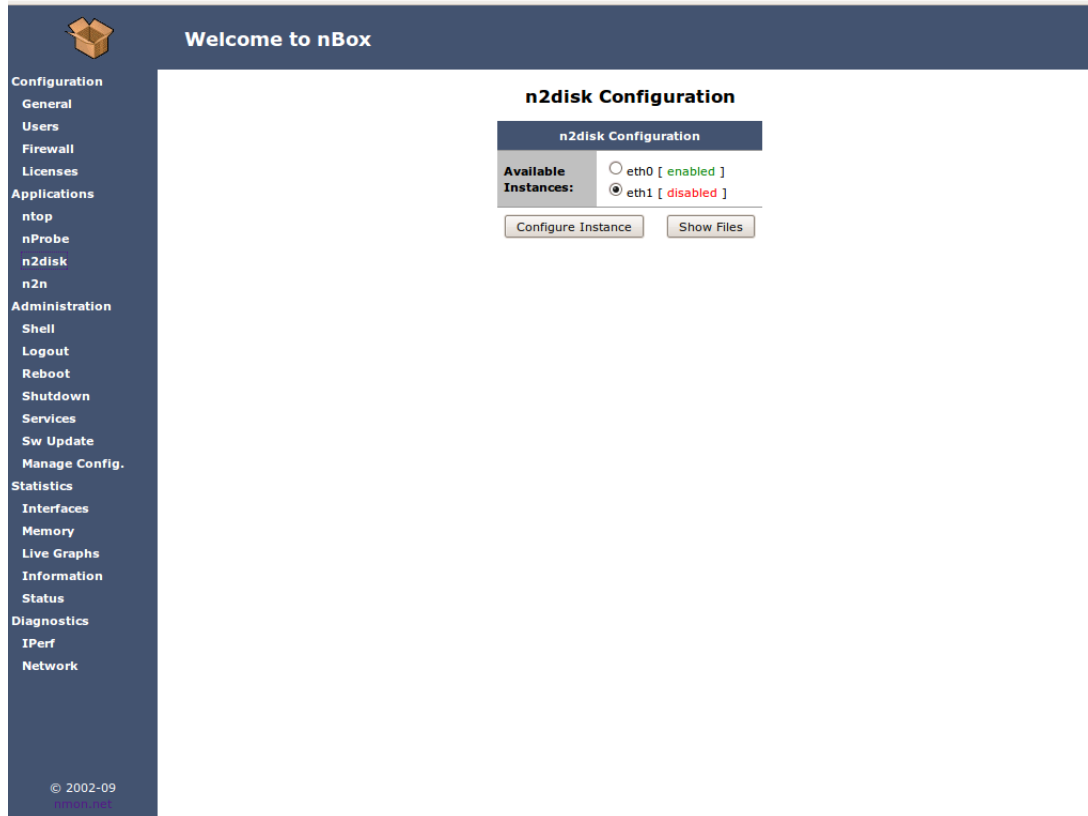 Welcome to nBox
Configuration
General
Users
Firewall
Licenses
Applications
ntop
nProbe
n2disk
n2n
Administration
Shell
Logout
Reboot
Shutdown
Services
Sw Update
Manage Config.
Statistics
Interfaces
Memory
Live Graphs
Information
Status
Diagnostics
IPerf
Network
© 2002-09
nmon.net
n2disk Configuration
n2disk Configuration
Available Instances:
eth0 [ enabled ]
eth1 [ disabled ]
Configure Instance
Show Files